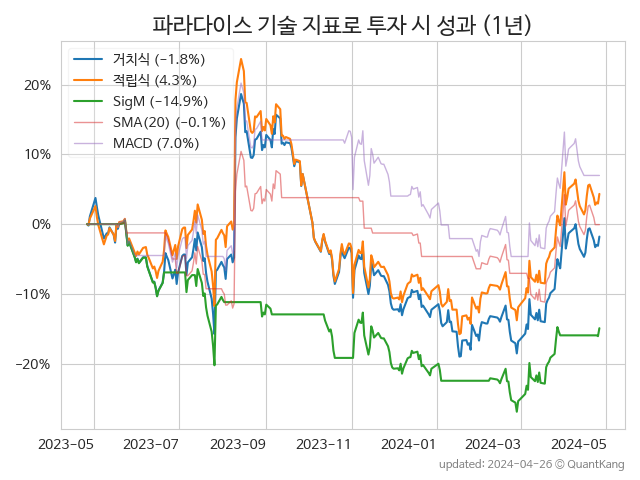 파라다이스 기술 지표로 투자 시 성과 (1년)
거치식 (−1.8%)
적립식 (4.3%)
SigM (−14.9%)
SMA(20) (−0.1%)
MACD (7.0%)
20%
10%
0%
−10%
−20%
2023-05 2023-07 2023-09 2023-11 2024-01 2024-03 2024-05
updated: 2024-04-26 © QuantKang